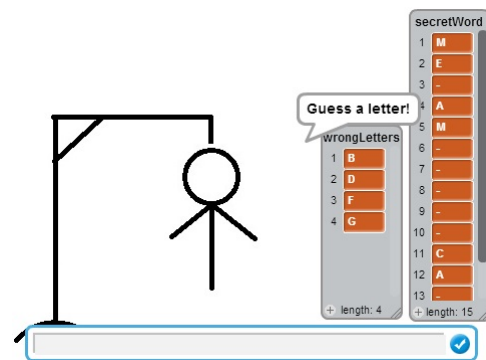 secretWord
1 M
2 E
3 -
4 A
5 M
6 -
7 -
8 -
9 -
10 -
11 C
12 A
13 -
+ length: 15
Guess a letter!
wrongLetters
1 B
2 D
3 F
4 G
+ length: 4